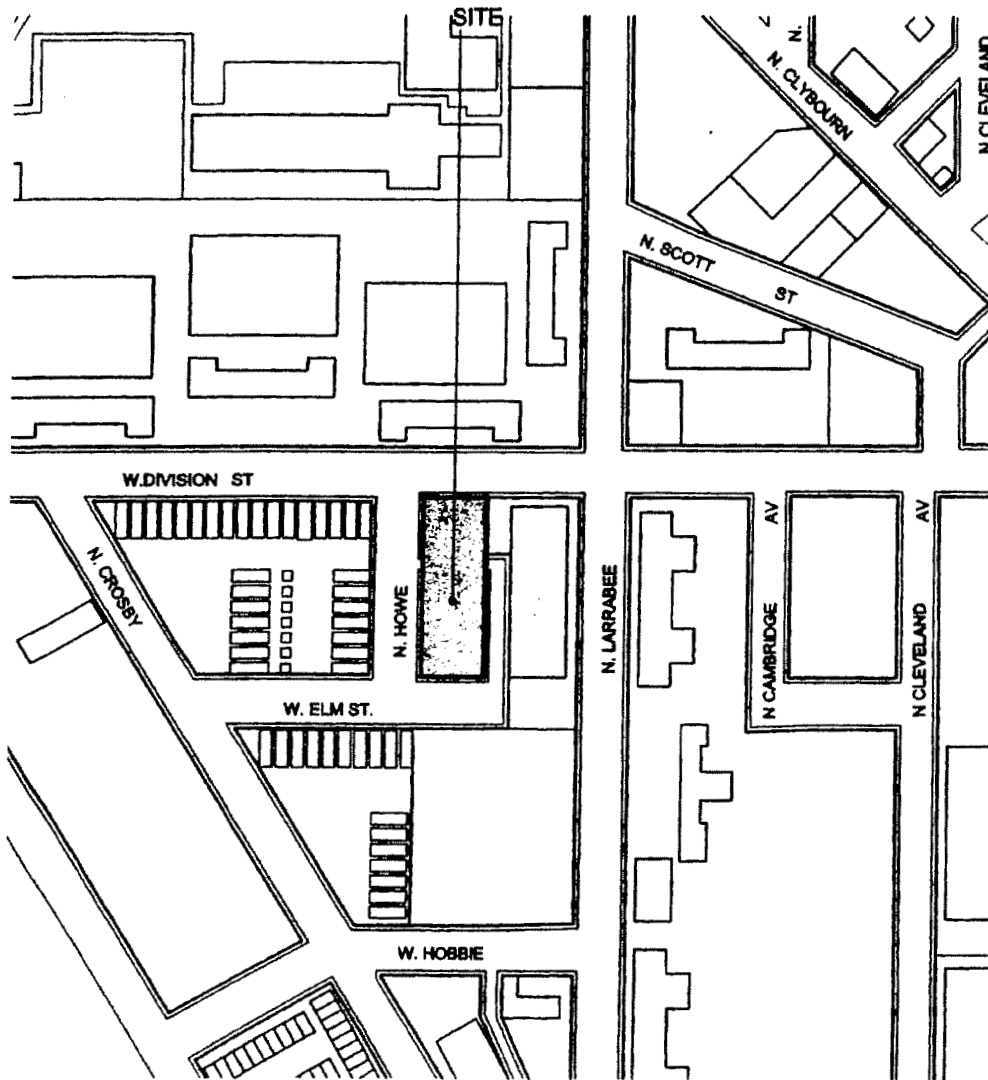 SITE
N.
N. CLYBOURN
N CLEVELAND
N. SCOTT
ST
W.DIVISION ST
N. CROSBY
N. HOWE
N. LARRABEE
AV
N CAMBRIDGE
AV
N CLEVELAND
W. ELM ST.
W. HOBBIE